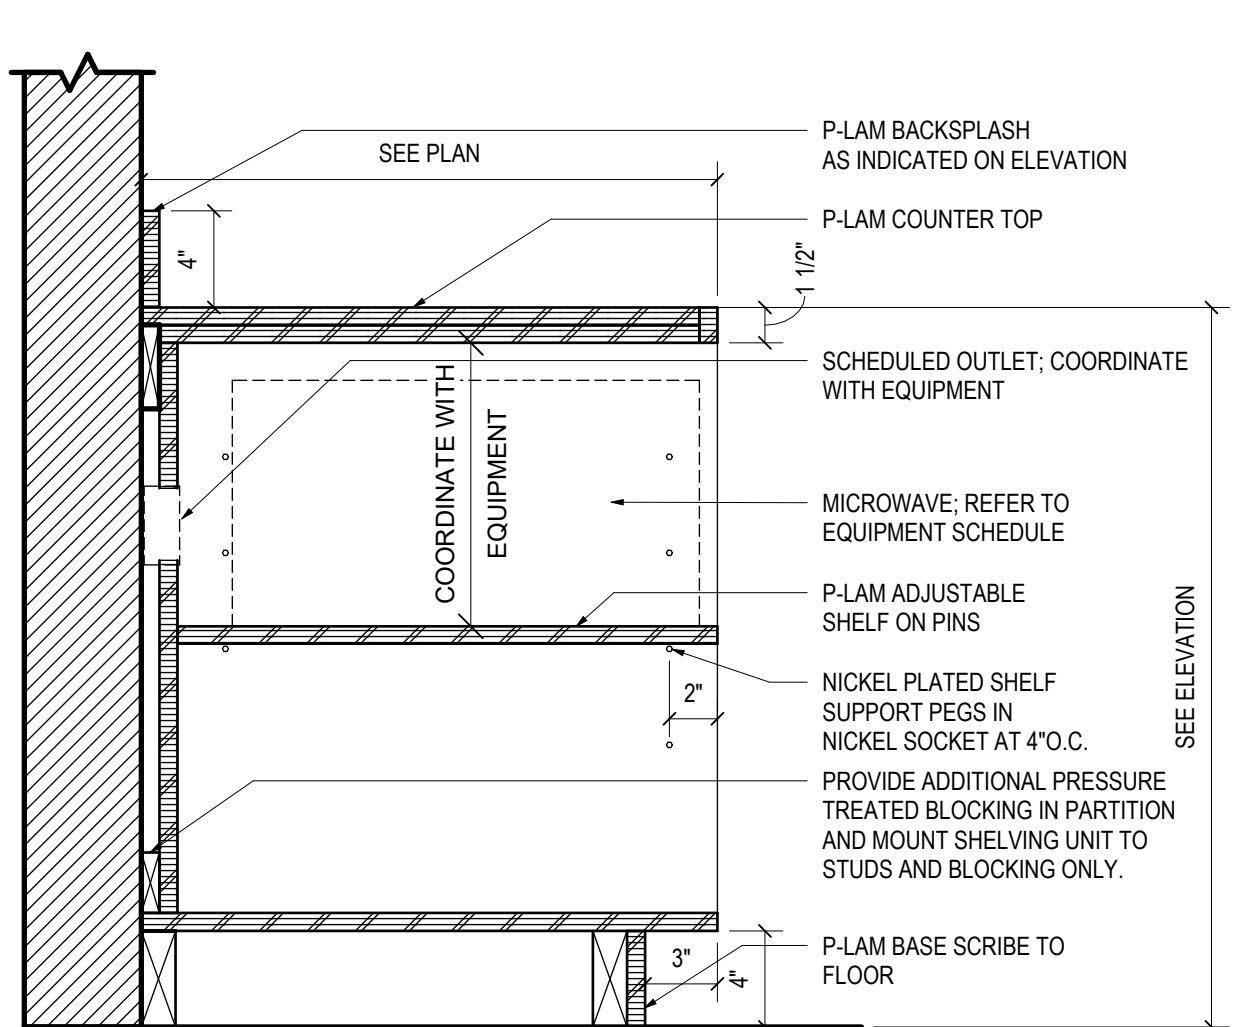 P-LAM BACKSPLASH
AS INDICATED ON ELEVATION
SEE PLAN
P-LAM COUNTER TOP
4"
1 1/2"
SCHEDULED OUTLET; COORDINATE
WITH EQUIPMENT
COORDINATE WITH
EQUIPMENT
MICROWAVE; REFER TO
EQUIPMENT SCHEDULE
P-LAM ADJUSTABLE
SHELF ON PINS
SEE ELEVATION
NICKEL PLATED SHELF
SUPPORT PEGS IN
NICKEL SOCKET AT 4"O.C.
2"
PROVIDE ADDITIONAL PRESSURE
TREATED BLOCKING IN PARTITION
AND MOUNT SHELVING UNIT TO
STUDS AND BLOCKING ONLY.
3"
4"
P-LAM BASE SCRIBE TO
FLOOR